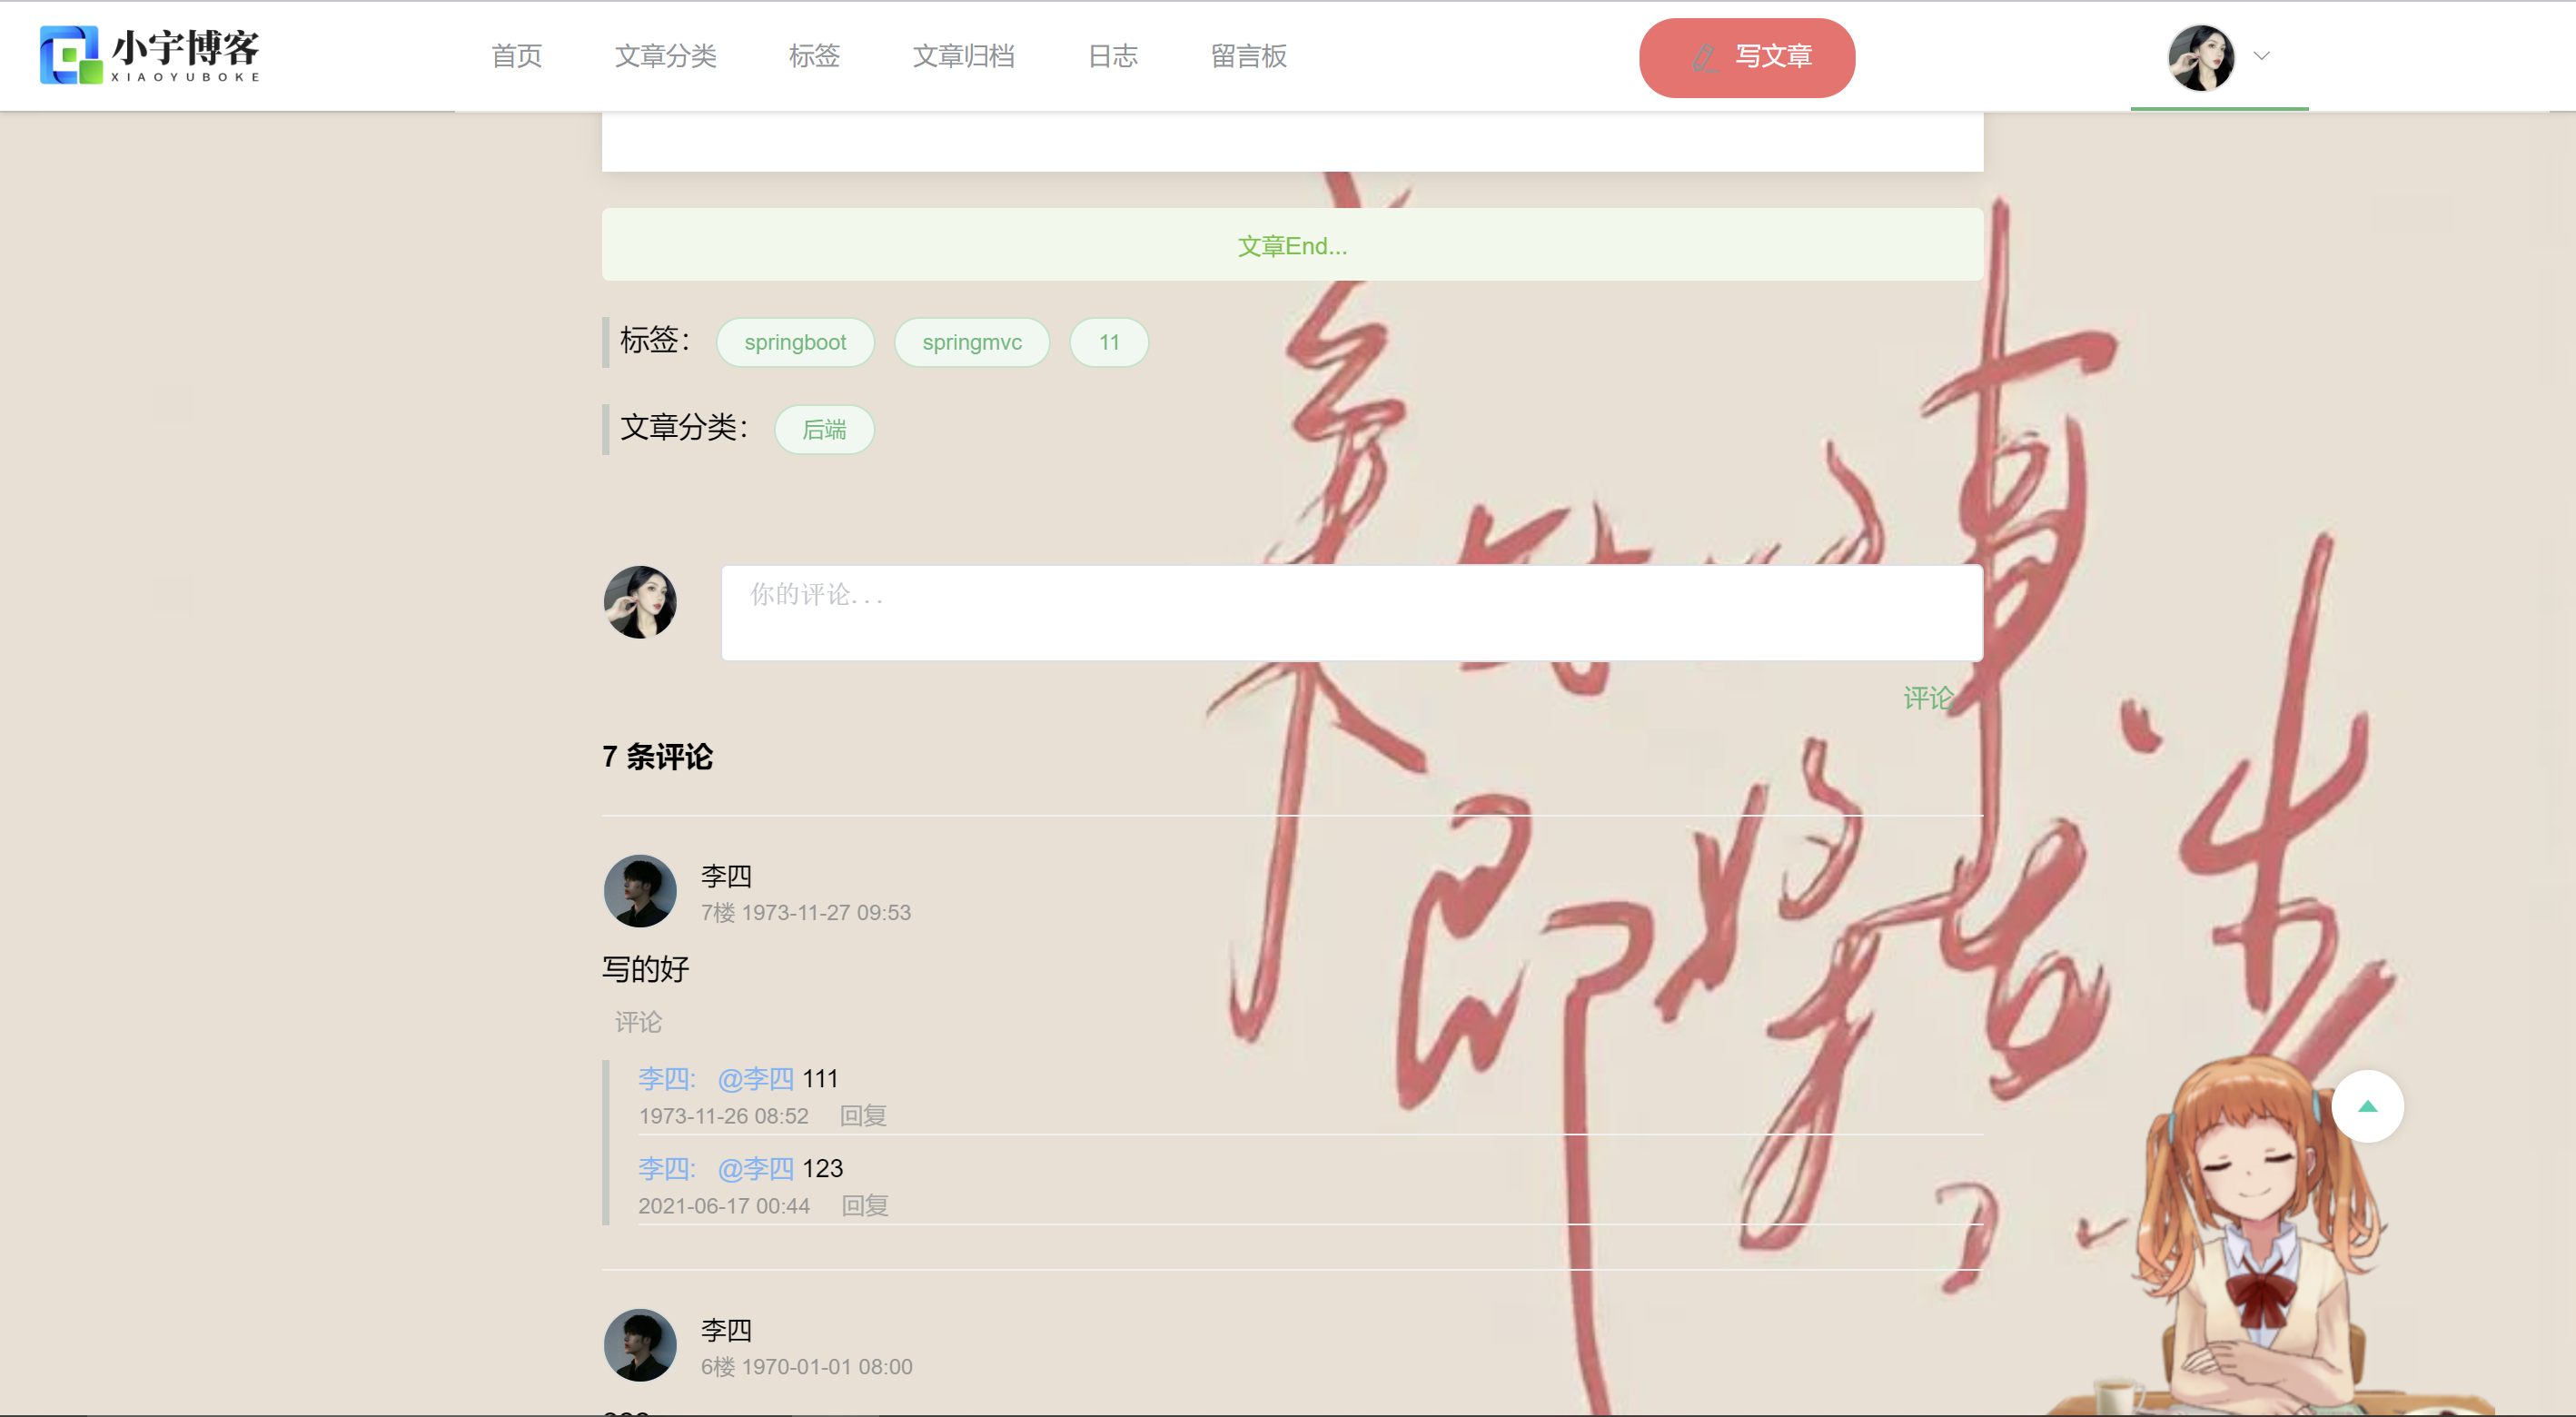 小宇博客
XIAOYUBOKE
首页 文章分类 标签 文章归档 日志 留言板 写文章
文章End...
标签： springboot springmvc 11
文章分类： 后端
你的评论...
评论
7 条评论
李四
7楼 1973-11-27 09:53
写的好
评论
李四: @李四 111
1973-11-26 08:52 回复
李四: @李四 123
2021-06-17 00:44 回复
李四
6楼 1970-01-01 08:00